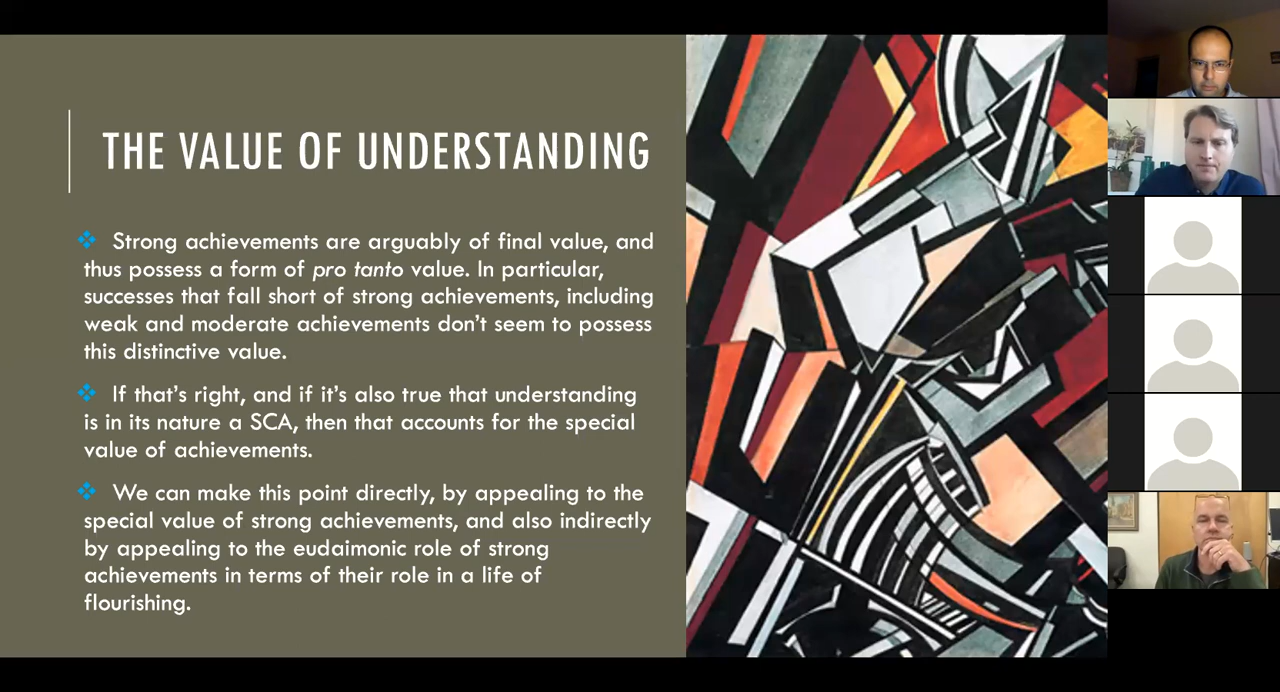 THE VALUE OF UNDERSTANDING
Strong achievements are arguably of final value, and
thus possess a form of pro tanto value. In particular,
successes that fall short of strong achievements, including
weak and moderate achievements don't seem to possess
this distinctive value.
If that's right, and if it's also true that understanding
is in its nature a SCA, then that accounts for the special
value of achievements.
We can make this point directly, by appealing to the
special value of strong achievements, and also indirectly
by appealing to the eudaimonic role of strong
achievements in terms of their role in a life of
flourishing.